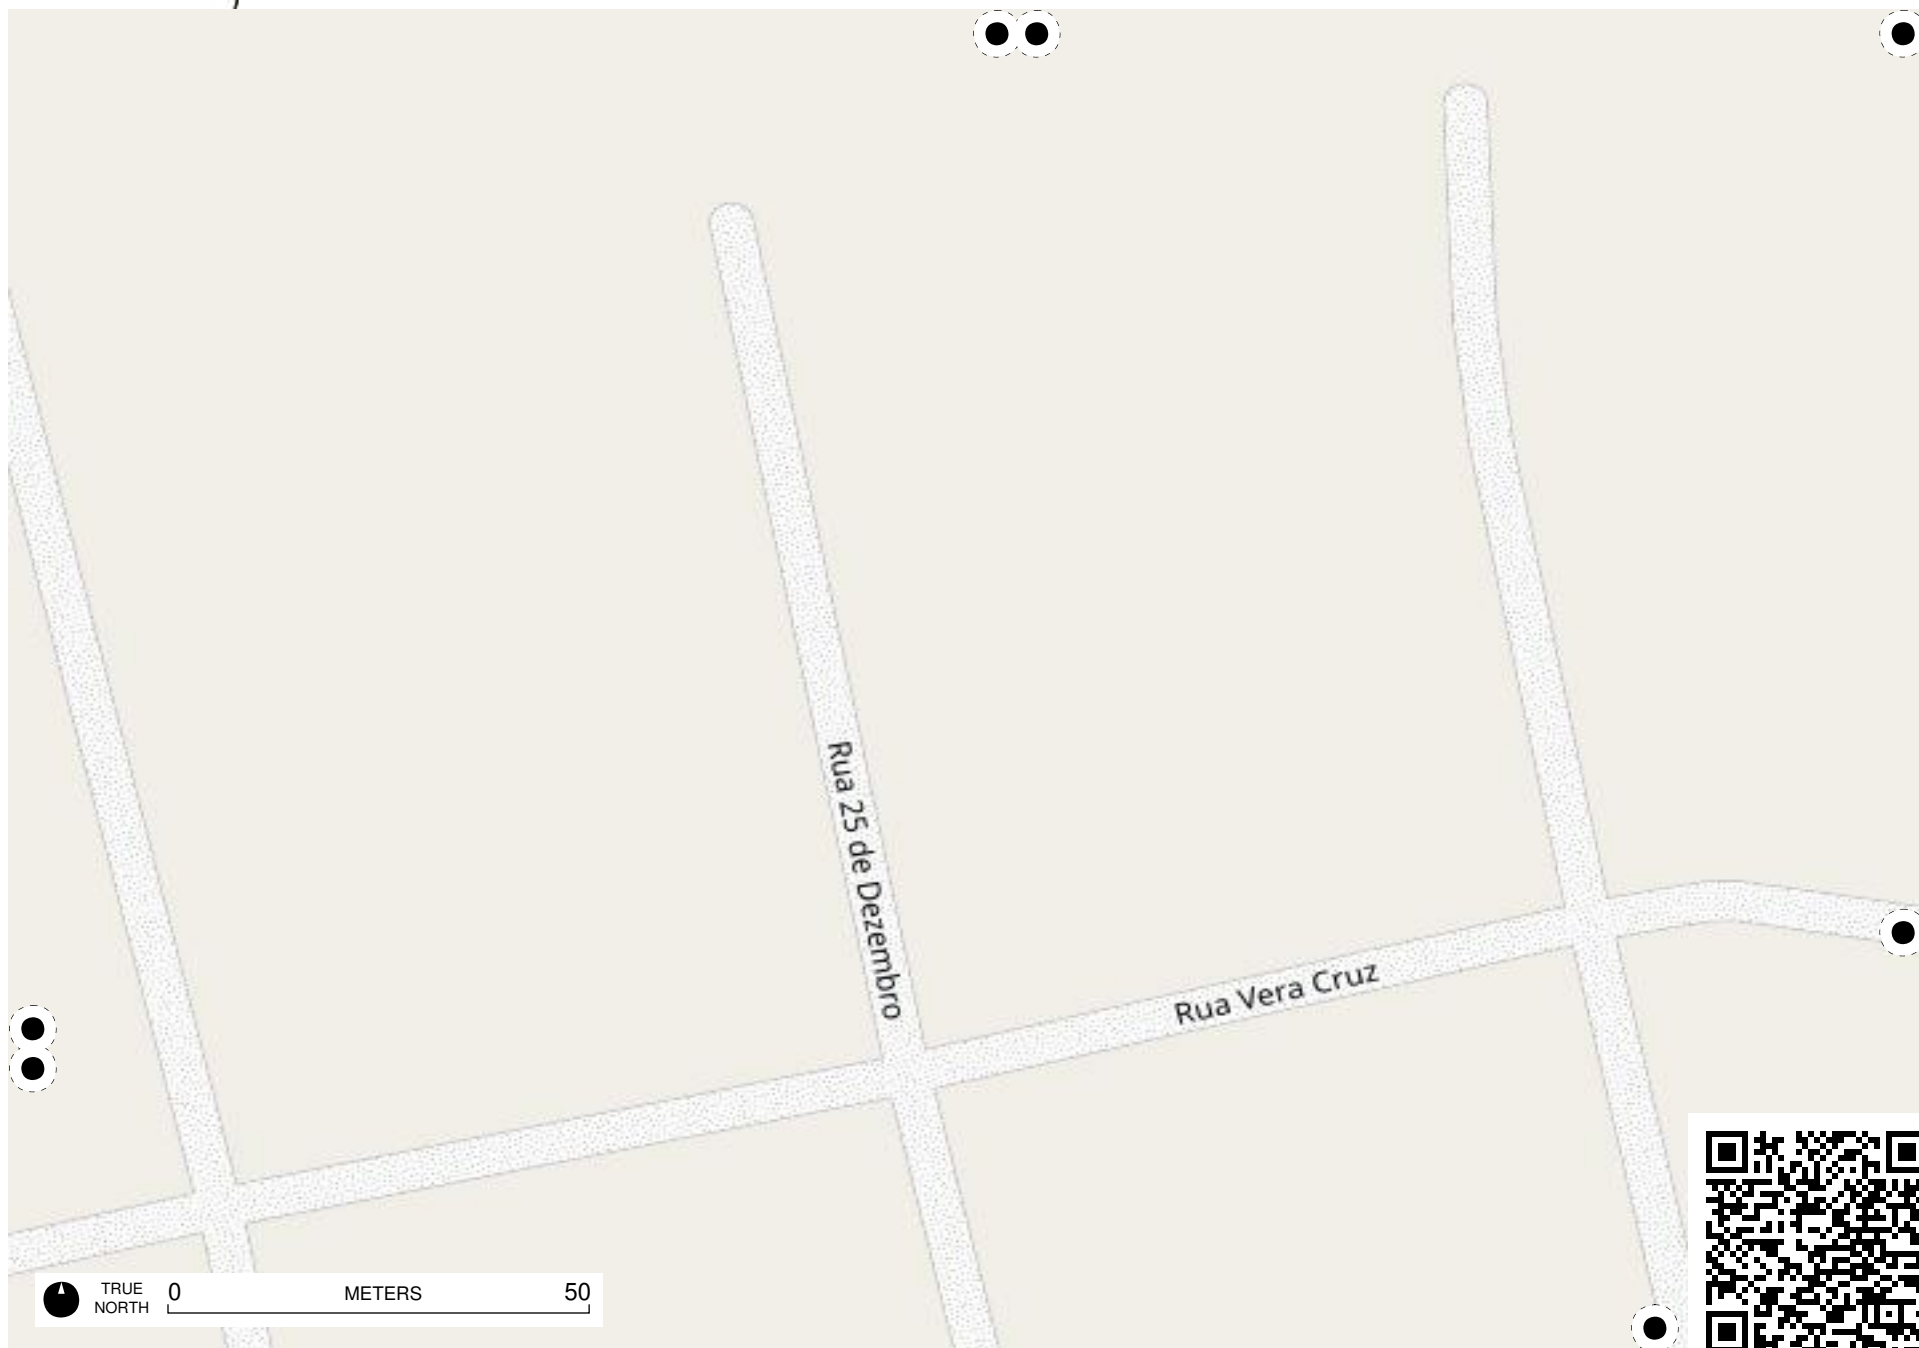 Rua 25 de Dezembro
Rua Vera Cruz
TRUE
NORTH
0 METERS 50